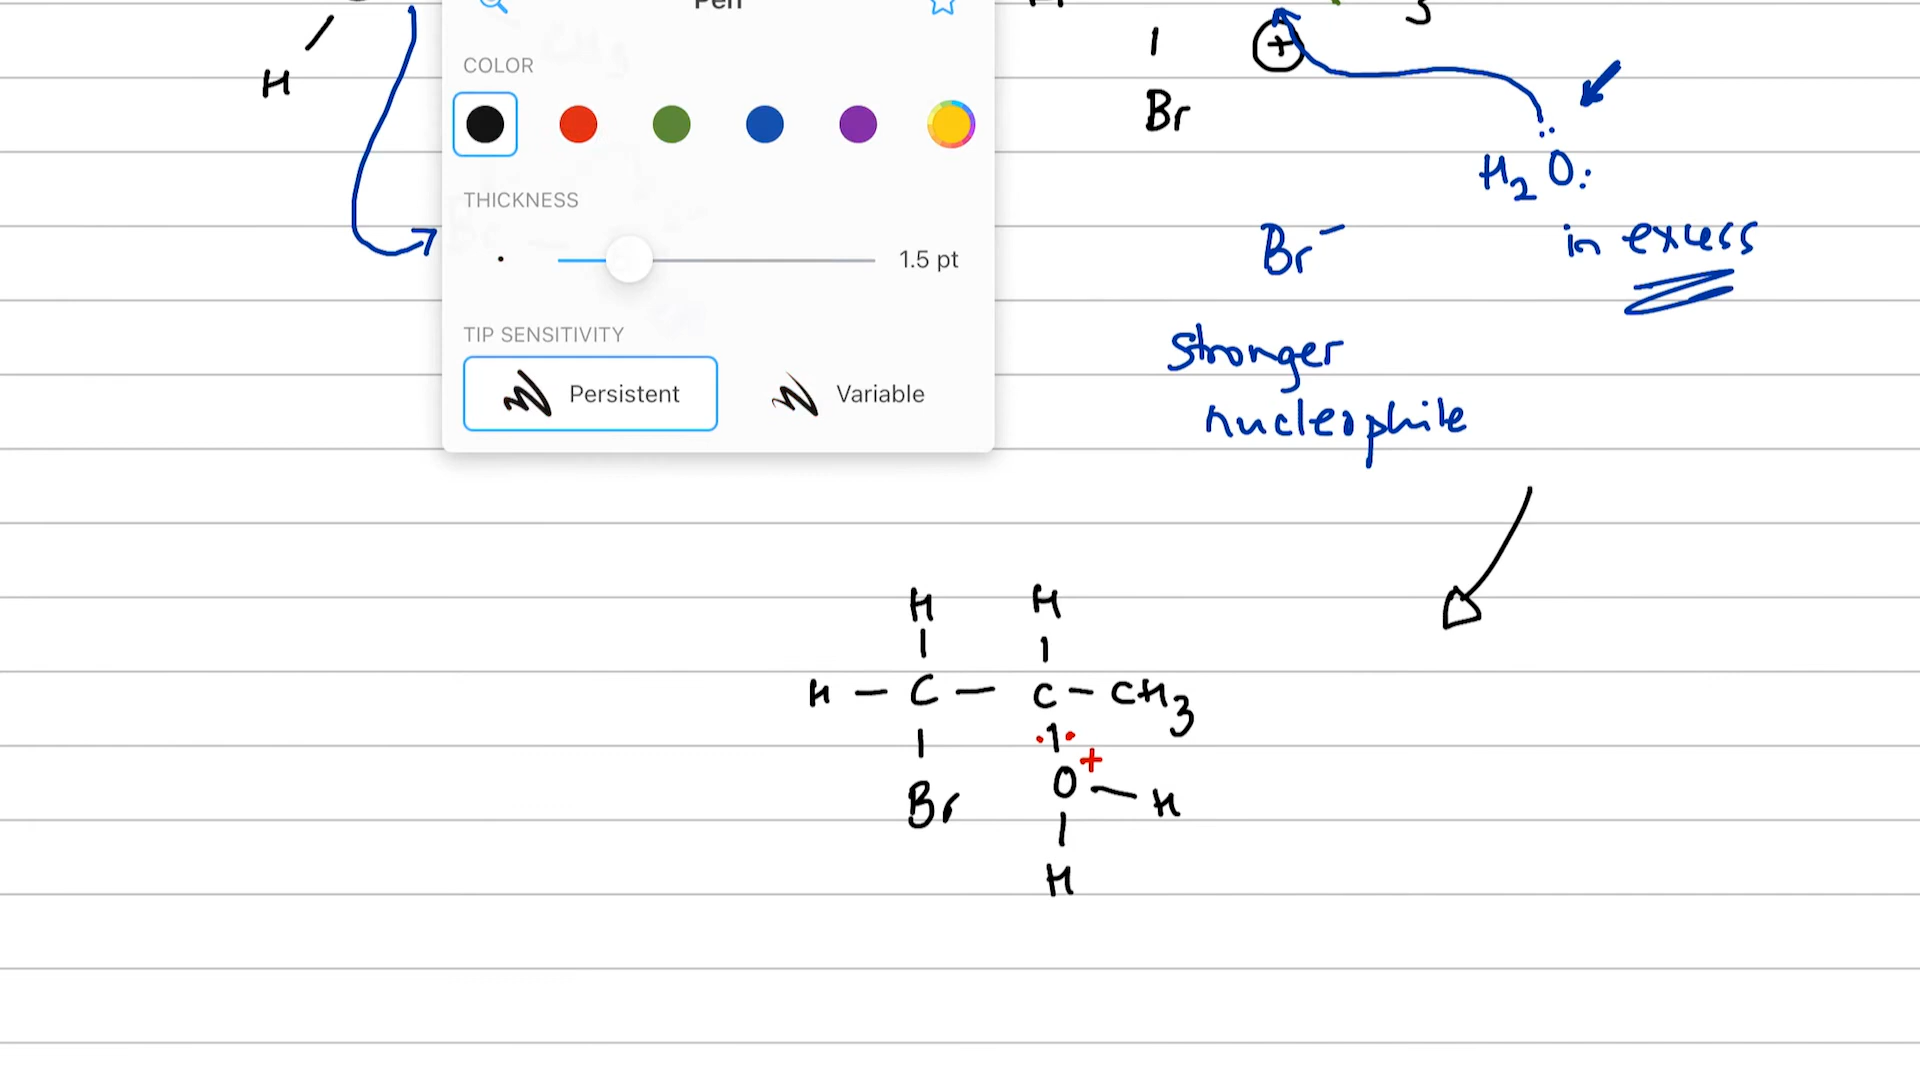 Pen
COLOR
THICKNESS
1.5 pt
TIP SENSITIVITY
Persistent
Variable
H
3
Br
+
H2O:
Br−
in excess
stronger
nucleophile
H H
H — C — C — CH3
+
Br O — H
H